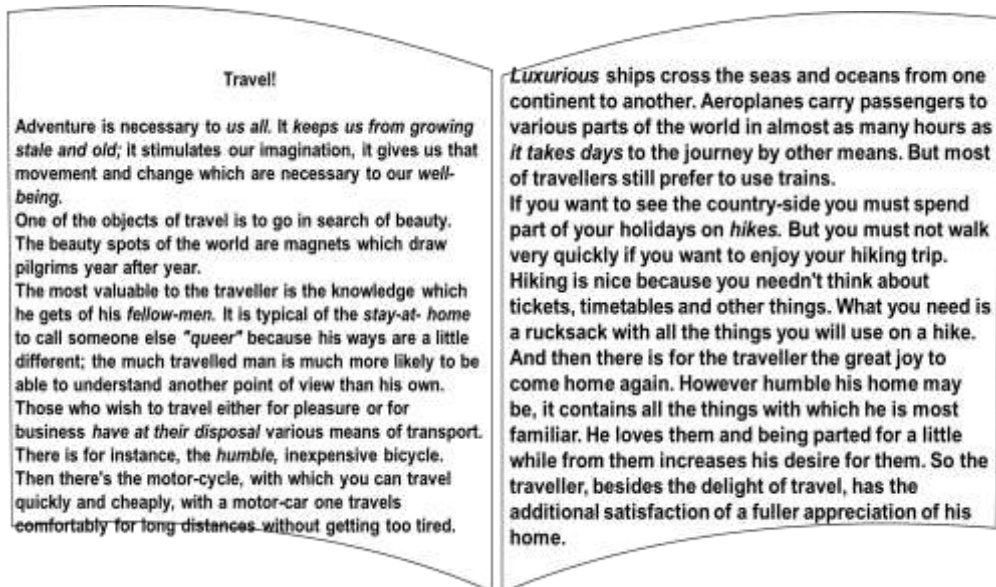 Travel!
Adventure is necessary to us all. It keeps us from growing
stale and old; it stimulates our imagination, it gives us that
movement and change which are necessary to our well-
being.
One of the objects of travel is to go in search of beauty.
The beauty spots of the world are magnets which draw
pilgrims year after year.
The most valuable to the traveller is the knowledge which
he gets of his fellow-men. It is typical of the stay-at- home
to call someone else "queer" because his ways are a little
different; the much travelled man is much more likely to be
able to understand another point of view than his own.
Those who wish to travel either for pleasure or for
business have at their disposal various means of transport.
There is for instance, the humble, inexpensive bicycle.
Then there's the motor-cycle, with which you can travel
quickly and cheaply, with a motor-car one travels
comfortably for long distances without getting too tired.
Luxurious ships cross the seas and oceans from one
continent to another. Aeroplanes carry passengers to
various parts of the world in almost as many hours as
it takes days to the journey by other means. But most
of travellers still prefer to use trains.
If you want to see the country-side you must spend
part of your holidays on hikes. But you must not walk
very quickly if you want to enjoy your hiking trip.
Hiking is nice because you needn't think about
tickets, timetables and other things. What you need is
a rucksack with all the things you will use on a hike.
And then there is for the traveller the great joy to
come home again. However humble his home may
be, it contains all the things with which he is most
familiar. He loves them and being parted for a little
while from them increases his desire for them. So the
traveller, besides the delight of travel, has the
additional satisfaction of a fuller appreciation of his
home.